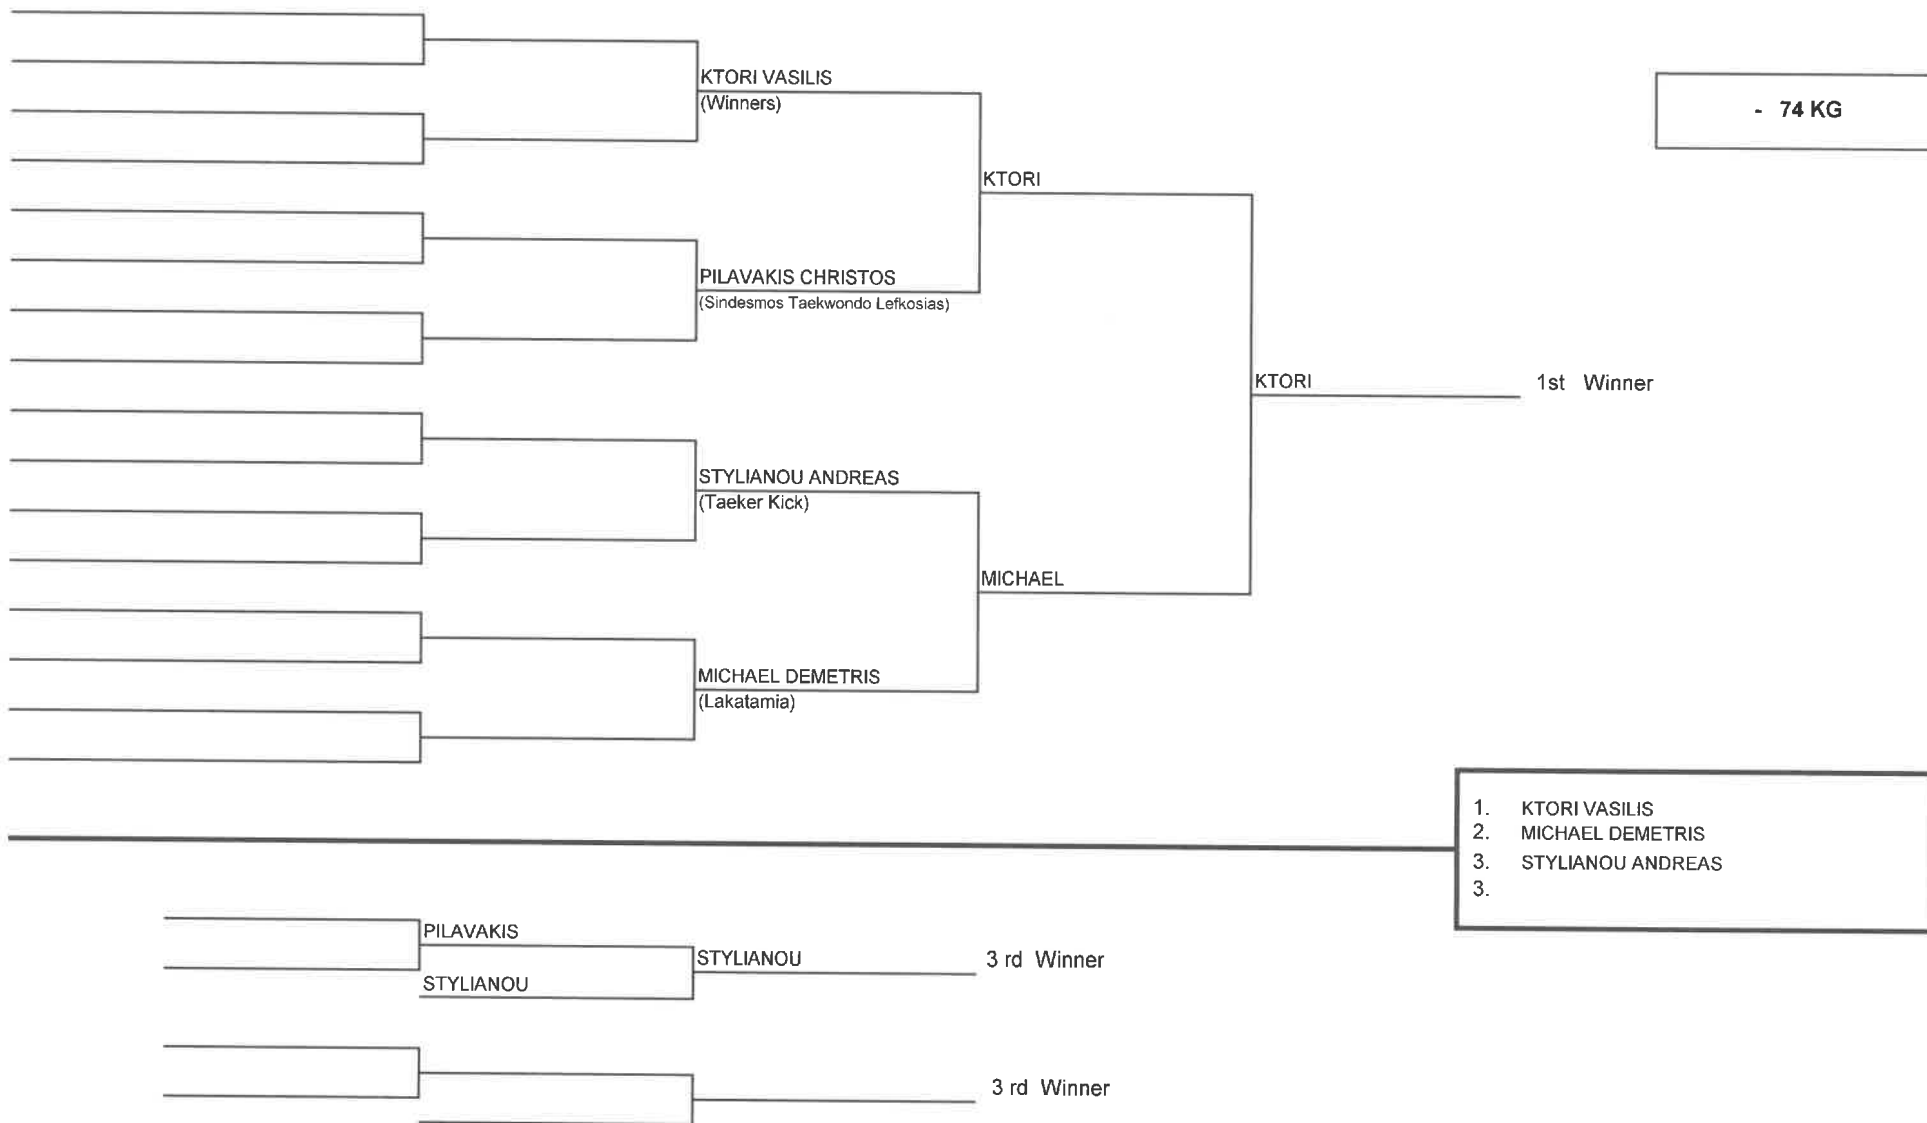 KTORI VASILIS
(Winners)
- 74 KG
KTORI
PILAVAKIS CHRISTOS
(Sindesmos Taekwondo Lefkosias)
KTORI
1st Winner
STYLIANOU ANDREAS
(Taeker Kick)
MICHAEL
MICHAEL DEMETRIS
(Lakatamia)
1. KTORI VASILIS
2. MICHAEL DEMETRIS
3. STYLIANOU ANDREAS
3.
PILAVAKIS
STYLIANOU
STYLIANOU
3 rd Winner
3 rd Winner